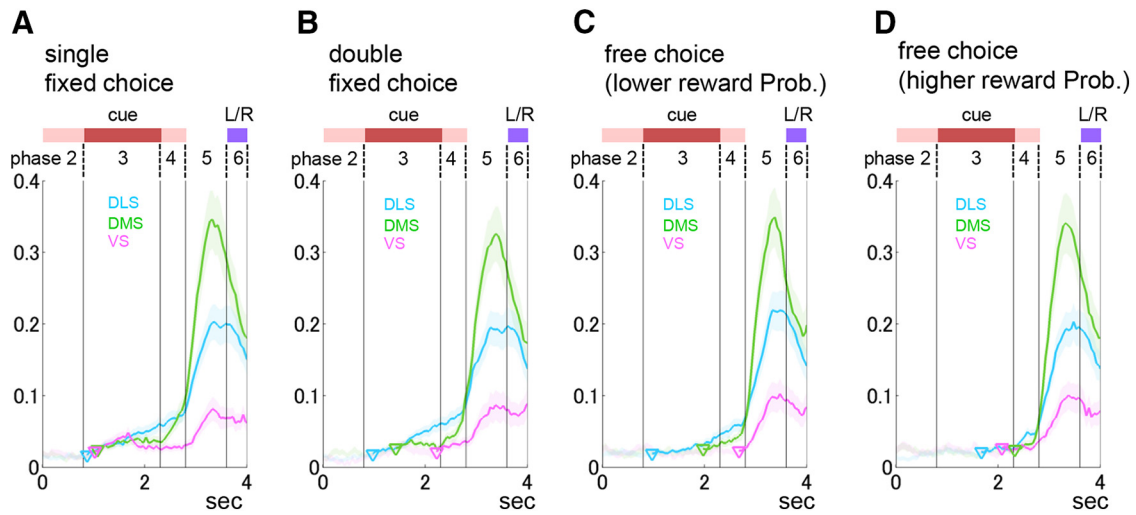 A
single
fixed choice
cue
L/R
phase 2 3 4 5 6
0.4
0.3
0.2
0.1
0
DLS
DMS
VS
0 2 4
sec
B
double
fixed choice
cue
L/R
phase 2 3 4 5 6
0.4
0.3
0.2
0.1
0
DLS
DMS
VS
0 2 4
sec
C
free choice
(lower reward Prob.)
cue
L/R
phase 2 3 4 5 6
0.4
0.3
0.2
0.1
0
DLS
DMS
VS
0 2 4
sec
D
free choice
(higher reward Prob.)
cue
L/R
phase 2 3 4 5 6
0.4
0.3
0.2
0.1
0
DLS
DMS
VS
0 2 4
sec